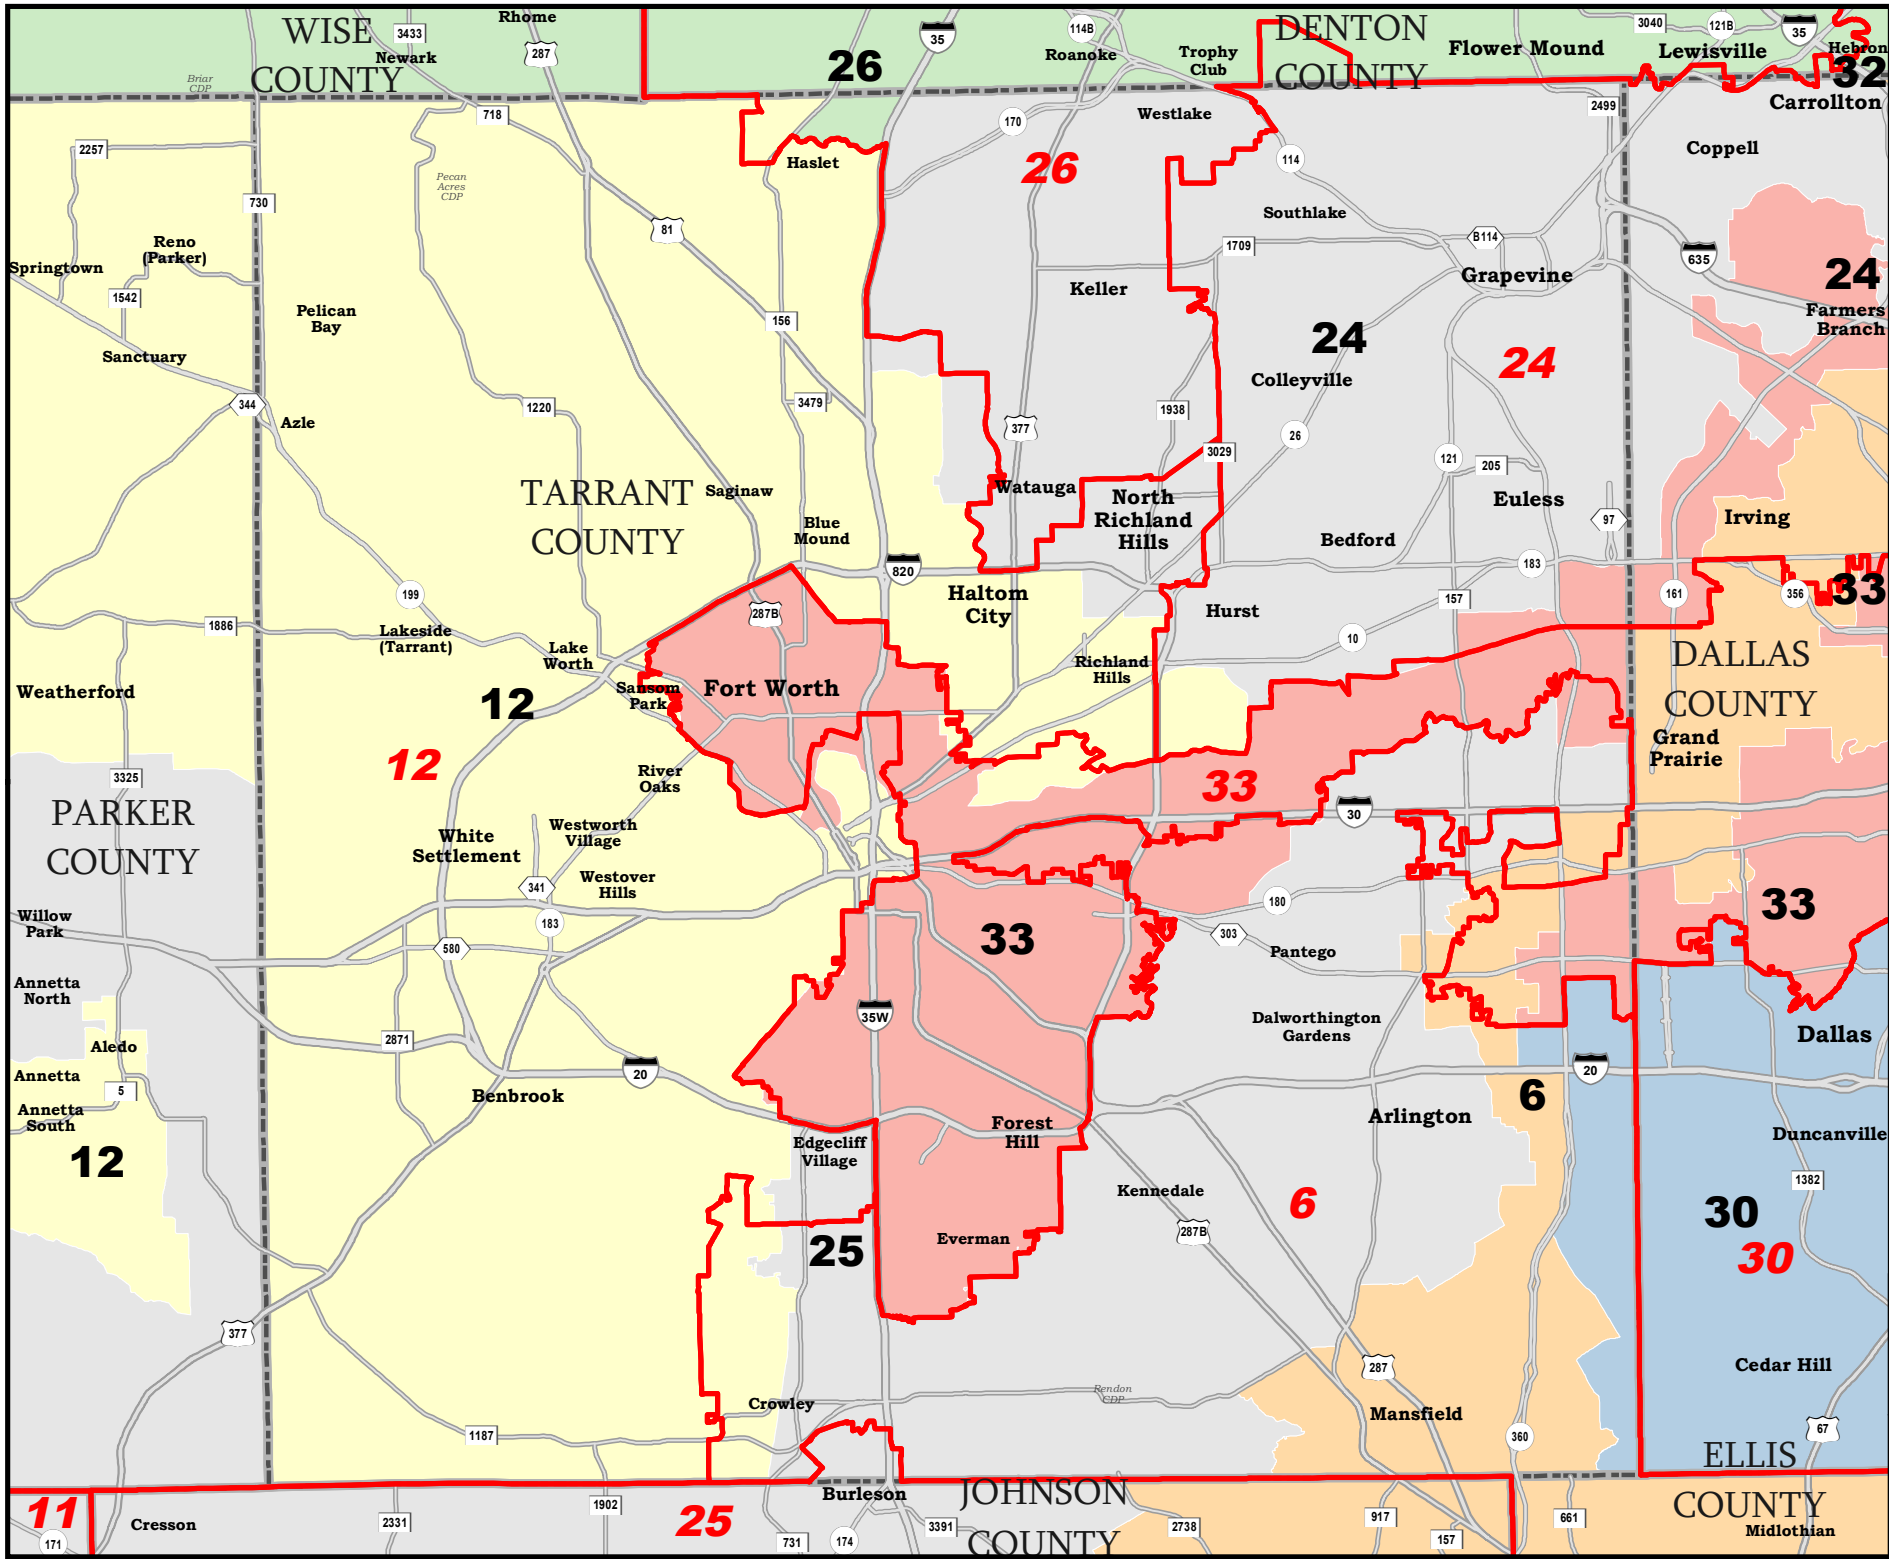 WISE
COUNTY
3433
Newark
Rhome
287
26
35
114B
Roanoke
Trophy
Club
DENTON
COUNTY
Flower Mound
3040
121B
35
Lewisville
Hebron
32
Carrollton
Briar
CDP
718
2257
730
Pecan
Acres
CDP
Haslet
170
26
Westlake
114
2499
Coppell
Southlake
Reno
(Parker)
Springtown
1542
Pelican
Bay
Sanctuary
81
156
1709
B114
Grapevine
635
24
Farmers
Branch
Keller
24
24
Colleyville
344
Azle
1220
3479
377
1938
26
3029
121
205
TARRANT
COUNTY
Saginaw
Blue
Mound
Watauga
North
Richland
Hills
Euless
97
Irving
Bedford
820
183
Haltom
City
199
287B
Hurst
157
161
356
33
1886
Lakeside
(Tarrant)
Lake
Worth
10
Richland
Hills
DALLAS
COUNTY
Weatherford
12
Sansom
Park
Fort Worth
12
Grand
Prairie
3325
River
Oaks
33
30
PARKER
COUNTY
White
Settlement
Westworth
Village
341
Westover
Hills
180
33
Willow
Park
183
580
33
303
Pantego
Annetta
North
35W
Dalworthington
Gardens
Dallas
2871
Aledo
20
20
Annetta
5
Benbrook
6
Arlington
Annetta
South
Forest
Hill
Edgecliff
Village
Duncanville
12
1382
Kennedale
6
30
287B
25
Everman
30
377
287
Cedar Hill
Rendon
CDP
Crowley
Mansfield
1187
360
67
ELLIS
COUNTY
Midlothian
11
171
Cresson
2331
1902
25
Burleson
731
174
3391
JOHNSON
COUNTY
2738
917
157
661